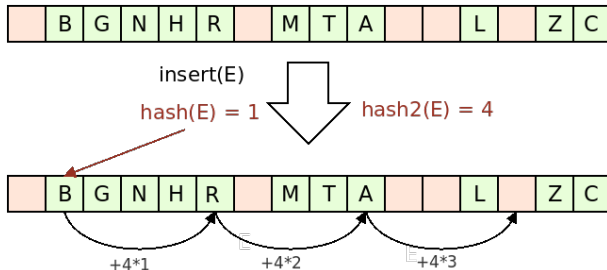 B G N H R M T A L Z C
insert(E)
hash(E) = 1
hash2(E) = 4
B G N H R M T A L Z C
E
E
+4*1
+4*2
+4*3